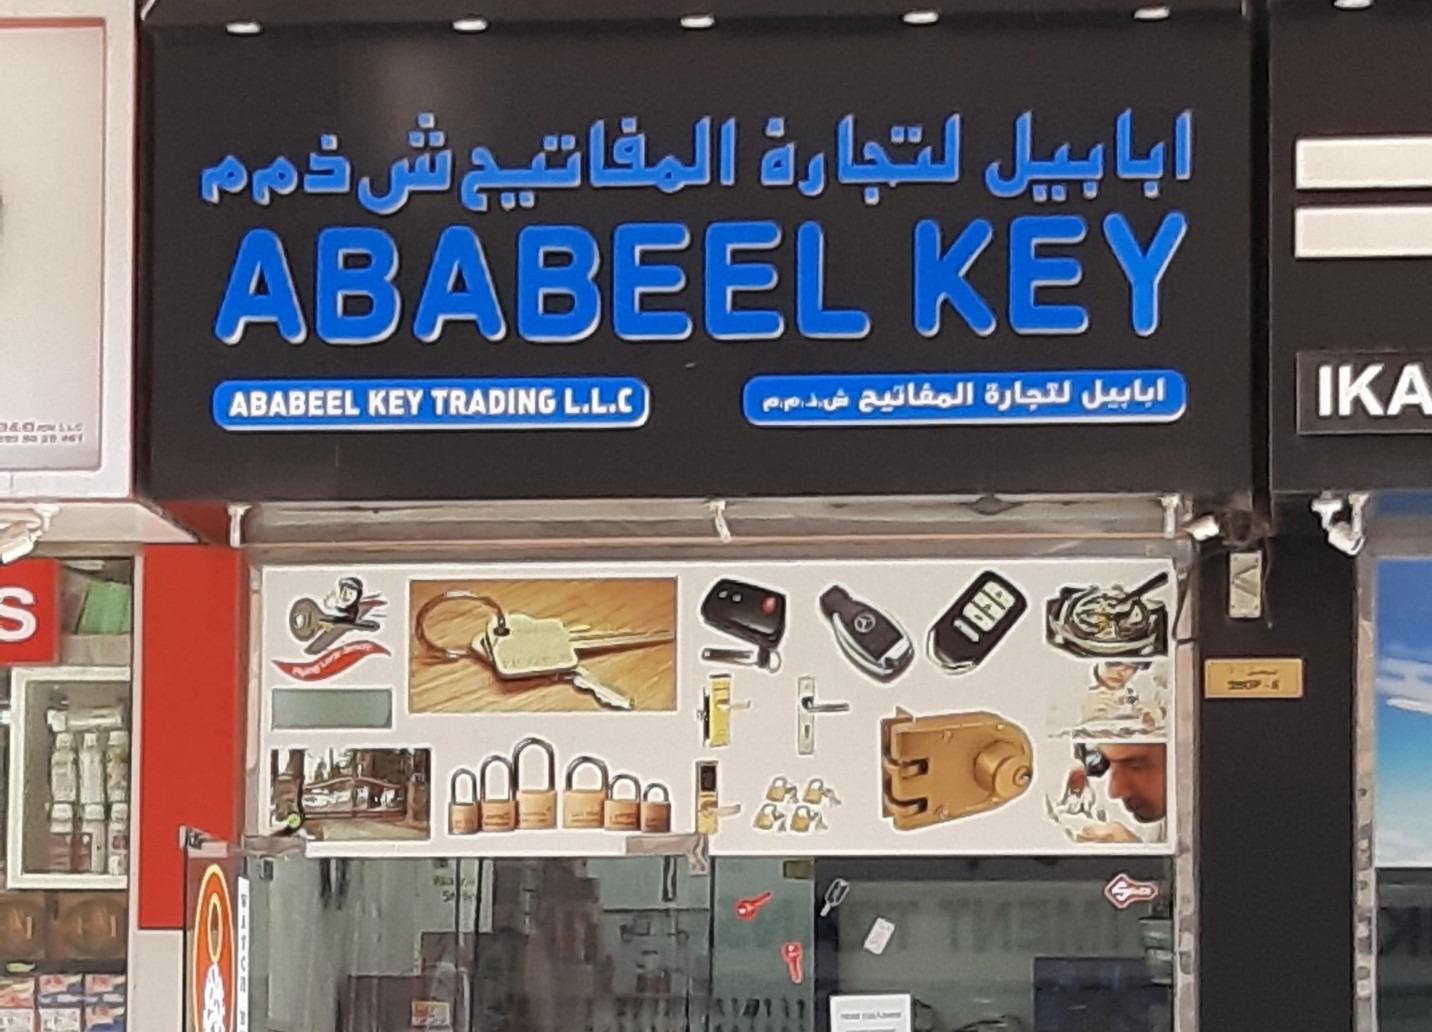 ابابيل لتجارة المفاتيح ش ذ م م
ABABEEL KEY
ABABEEL KEY TRADING L.L.C
ابابيل لتجارة المفاتيح ش.ذ.م.م
IKA
S